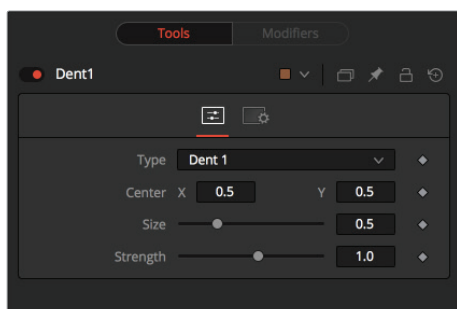 Tools Modifiers
Dent1
Type Dent 1
Center X 0.5 Y 0.5
Size 0.5
Strength 1.0